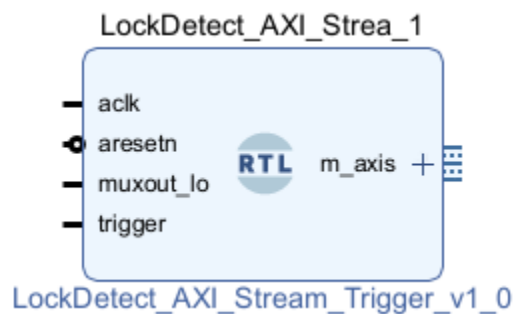 LockDetect_AXI_Strea_1
aclk
aresetn
muxout_lo
trigger
RTL
m_axis
LockDetect_AXI_Stream_Trigger_v1_0